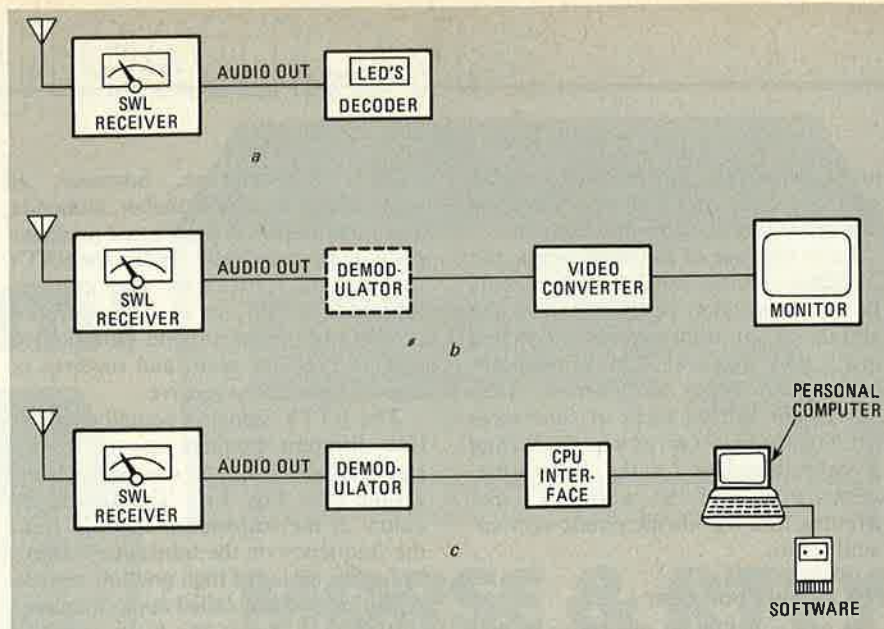 SWL
RECEIVER
AUDIO OUT
LED'S
DECODER
a
SWL
RECEIVER
AUDIO OUT
DEMOD-
ULATOR
VIDEO
CONVERTER
MONITOR
b
SWL
RECEIVER
AUDIO OUT
DEMOD-
ULATOR
CPU
INTER-
FACE
PERSONAL
COMPUTER
c
SOFTWARE